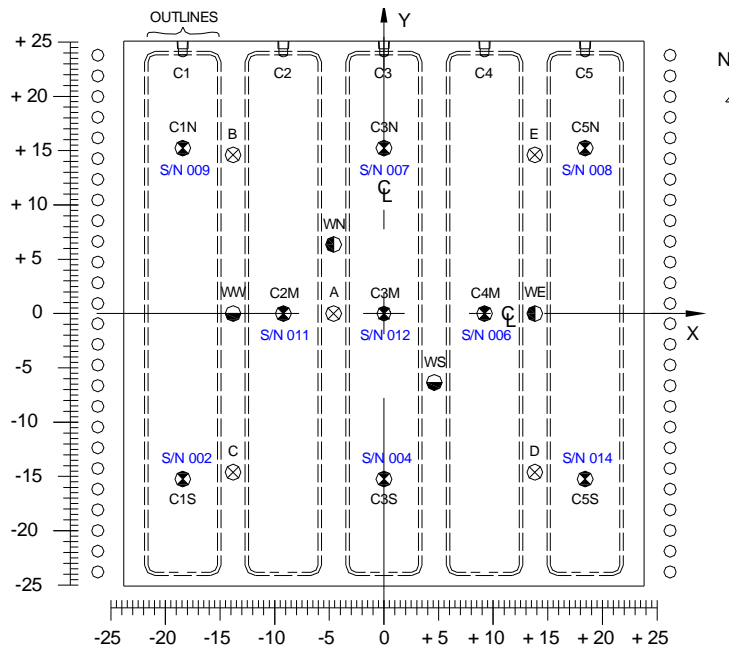 OUTLINES
Y
N
+ 25
C1 C2 C3 C4 C5
+ 20
C1N B C3N E C5N
+ 15
S/N 009 S/N 007 S/N 008
CL
+ 10
WN
+ 5
WW C2M A C3M C4M CL WE
0
X
S/N 011 S/N 012 S/N 006
-5
WS
-10
S/N 002 C S/N 004 D S/N 014
-15
C1S C3S C5S
-20
-25
-25 -20 -15 -10 -5 0 + 5 + 10 + 15 + 20 + 25